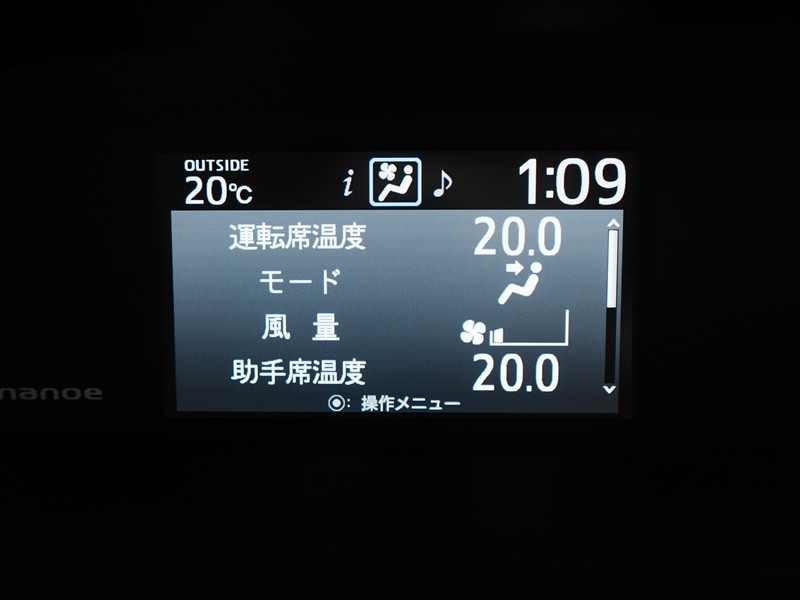 OUTSIDE
20℃
i
1:09
運転席温度 20.0
モード
風 量
助手席温度 20.0
nanoe
◉: 操作メニュー